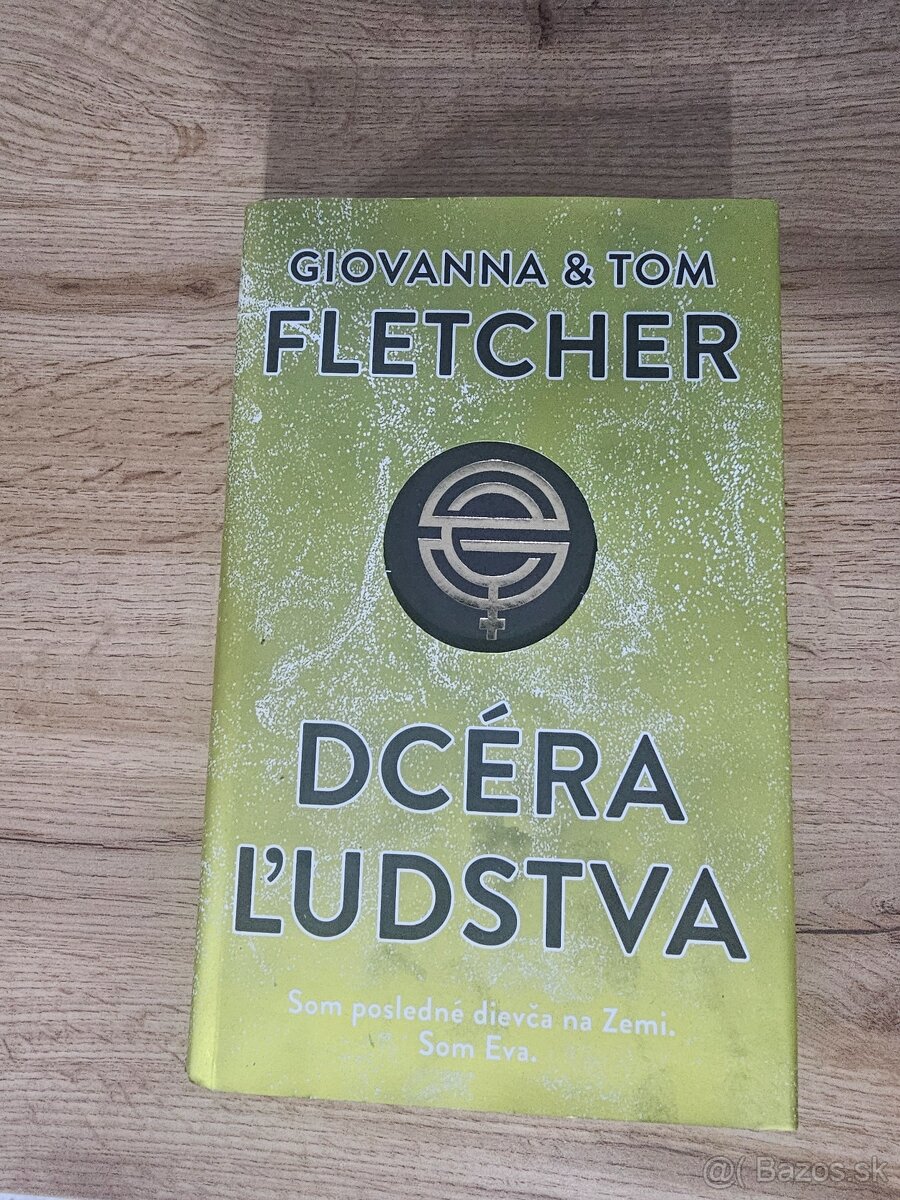 GIOVANNA & TOM
FLETCHER
DCÉRA
ĽUDSTVA
Som posledné dievča na Zemi.
Som Eva.
@( Bazos.sk